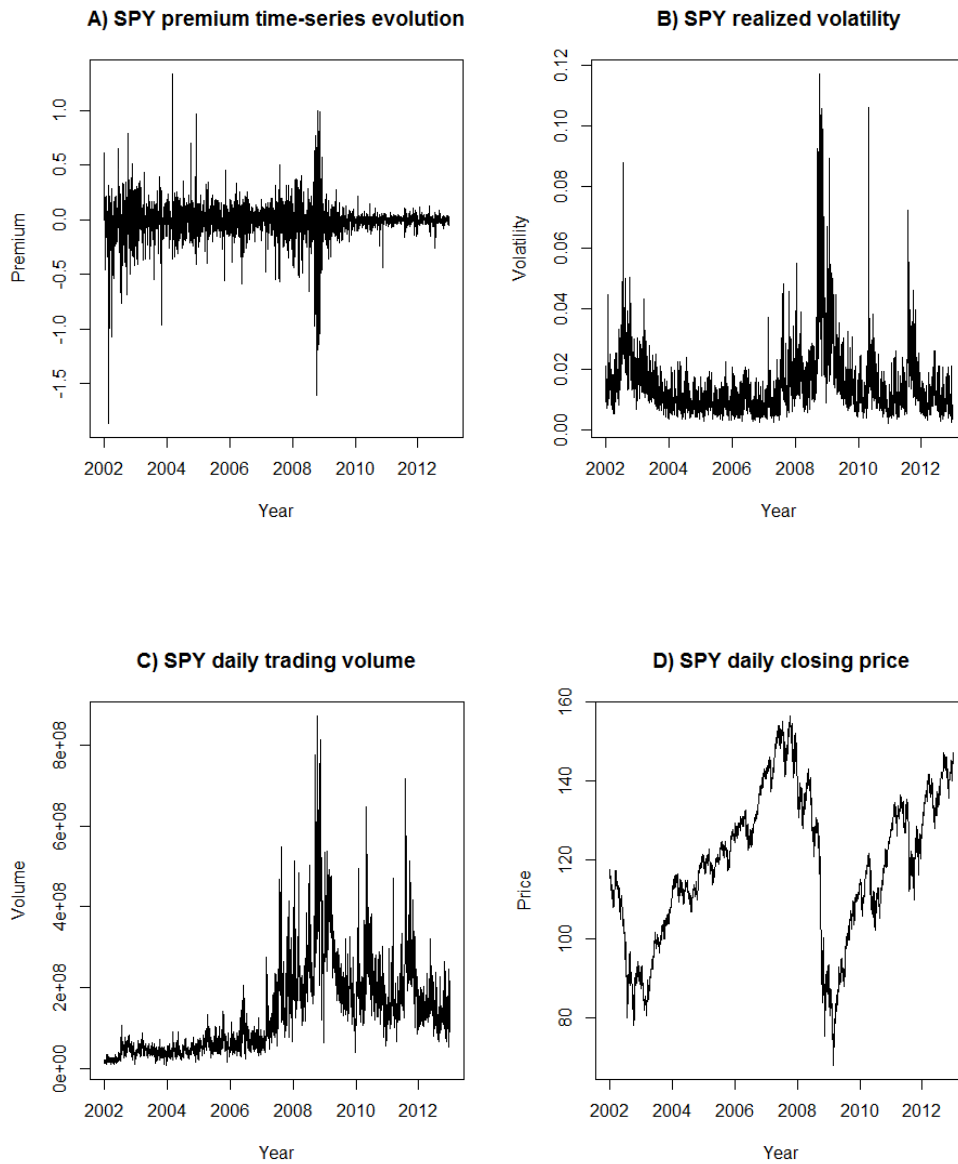 A) SPY premium time-series evolution
Premium
1.0
0.5
0.0
-0.5
-1.0
-1.5
2002 2004 2006 2008 2010 2012
Year
B) SPY realized volatility
Volatility
0.12
0.10
0.08
0.06
0.04
0.02
0.00
2002 2004 2006 2008 2010 2012
Year
C) SPY daily trading volume
Volume
8e+08
6e+08
4e+08
2e+08
0e+00
2002 2004 2006 2008 2010 2012
Year
D) SPY daily closing price
Price
160
140
120
100
80
2002 2004 2006 2008 2010 2012
Year